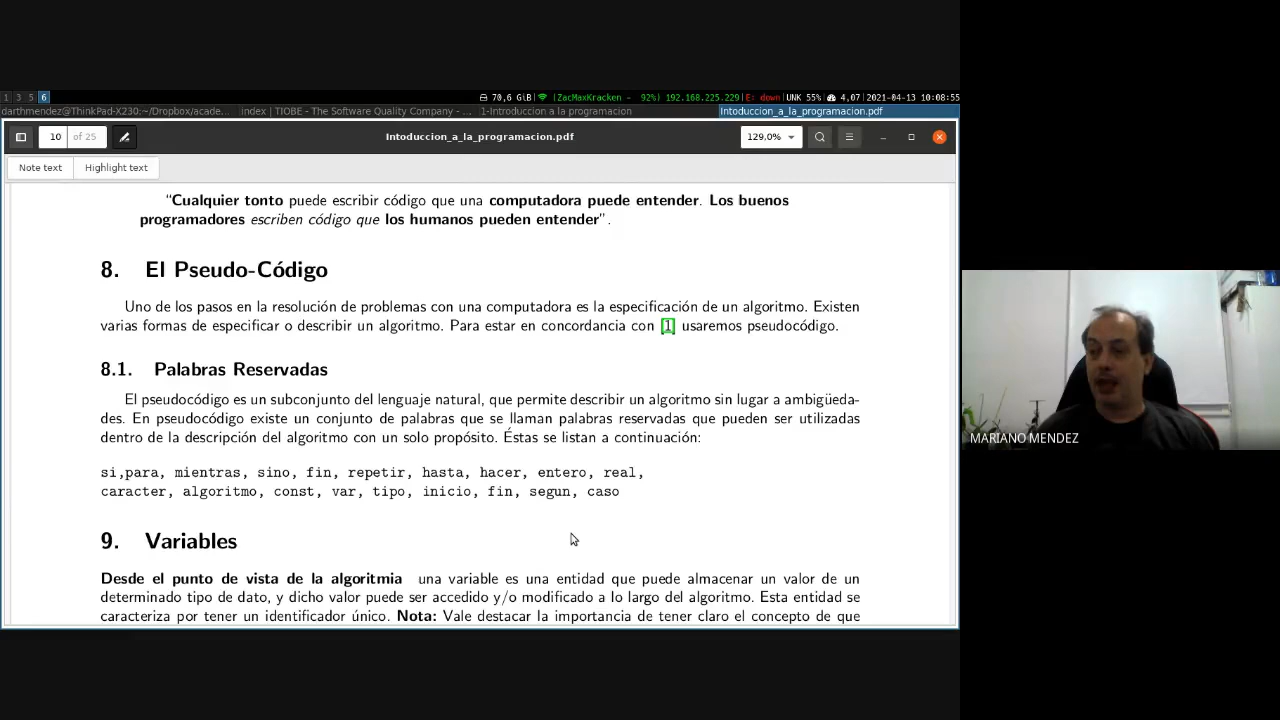 1 3 5 6
70,6 GiB (ZacMaxKracken - 92%) 192.168.225.229 E: down UNK 55% 4,07 2021-04-13 10:08:55
darthmendez@ThinkPad-X230:~/Dropbox/acade...
index | TIOBE - The Software Quality Company - ...
1-Introduccion a la programacion
Intoduccion_a_la_programacion.pdf
10 of 25
Intoduccion_a_la_programacion.pdf
129,0%
Note text
Highlight text
“Cualquier tonto puede escribir código que una computadora puede entender. Los buenos
programadores escriben código que los humanos pueden entender”.
8. El Pseudo-Código
Uno de los pasos en la resolución de problemas con una computadora es la especificación de un algoritmo. Existen
varias formas de especificar o describir un algoritmo. Para estar en concordancia con [1] usaremos pseudocódigo.
8.1. Palabras Reservadas
El pseudocódigo es un subconjunto del lenguaje natural, que permite describir un algoritmo sin lugar a ambigüeda-
des. En pseudocódigo existe un conjunto de palabras que se llaman palabras reservadas que pueden ser utilizadas
dentro de la descripción del algoritmo con un solo propósito. Éstas se listan a continuación:
si,para, mientras, sino, fin, repetir, hasta, hacer, entero, real,
caracter, algoritmo, const, var, tipo, inicio, fin, segun, caso
9. Variables
Desde el punto de vista de la algoritmia una variable es una entidad que puede almacenar un valor de un
determinado tipo de dato, y dicho valor puede ser accedido y/o modificado a lo largo del algoritmo. Esta entidad se
caracteriza por tener un identificador único. Nota: Vale destacar la importancia de tener claro el concepto de que
MARIANO MENDEZ